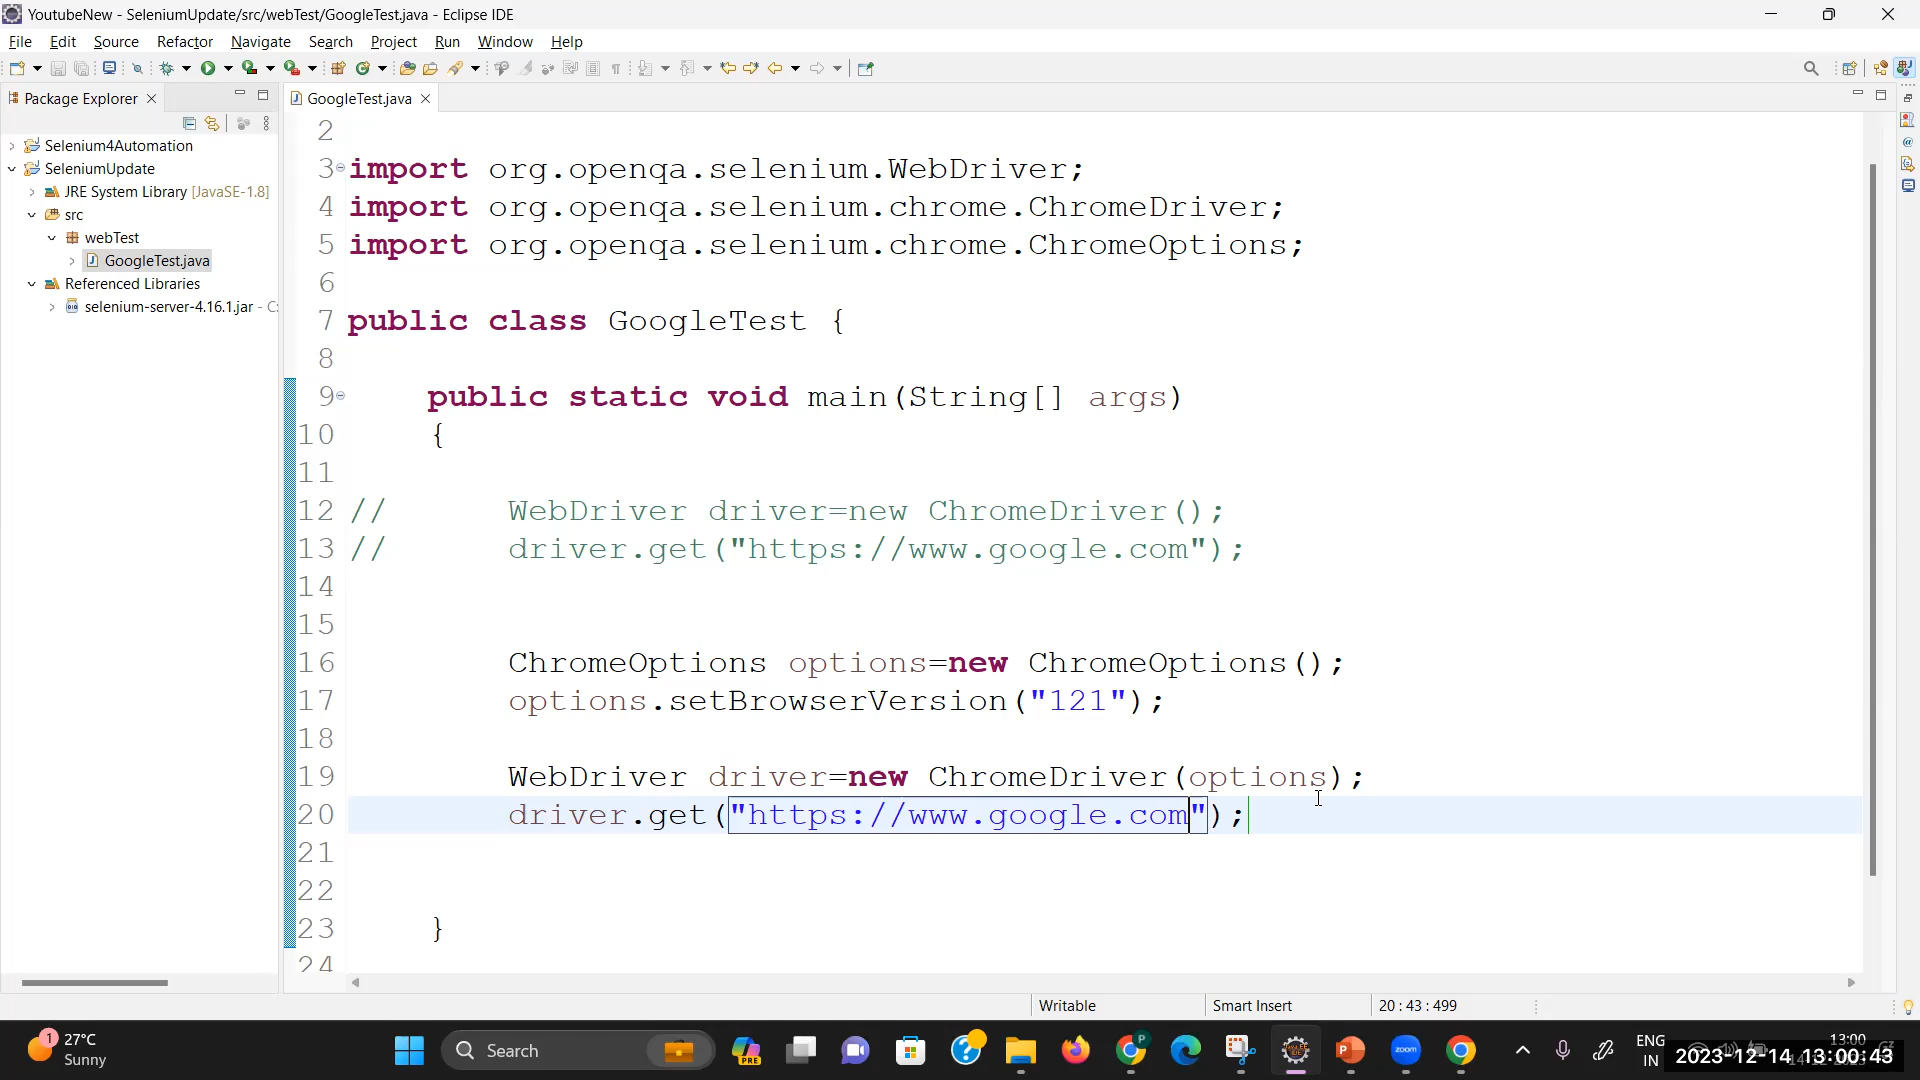 YoutubeNew - SeleniumUpdate/src/webTest/GoogleTest.java - Eclipse IDE
File Edit Source Refactor Navigate Search Project Run Window Help
Package Explorer
GoogleTest.java
Selenium4Automation
SeleniumUpdate
JRE System Library [JavaSE-1.8]
src
webTest
GoogleTest.java
Referenced Libraries
selenium-server-4.16.1.jar - C:
2
3 import org.openqa.selenium.WebDriver;
4 import org.openqa.selenium.chrome.ChromeDriver;
5 import org.openqa.selenium.chrome.ChromeOptions;
6
7 public class GoogleTest {
8
9 public static void main(String[] args)
10 {
11
12 // WebDriver driver=new ChromeDriver();
13 // driver.get("https://www.google.com");
14
15
16 ChromeOptions options=new ChromeOptions();
17 options.setBrowserVersion("121");
18
19 WebDriver driver=new ChromeDriver(options);
20 driver.get("https://www.google.com");
21
22
23 }
24
Writable Smart Insert 20 : 43 : 499
1
27°C
Sunny
Search
PRE
zoom
ENG
IN
13:00
2023-12-14 13:00:43